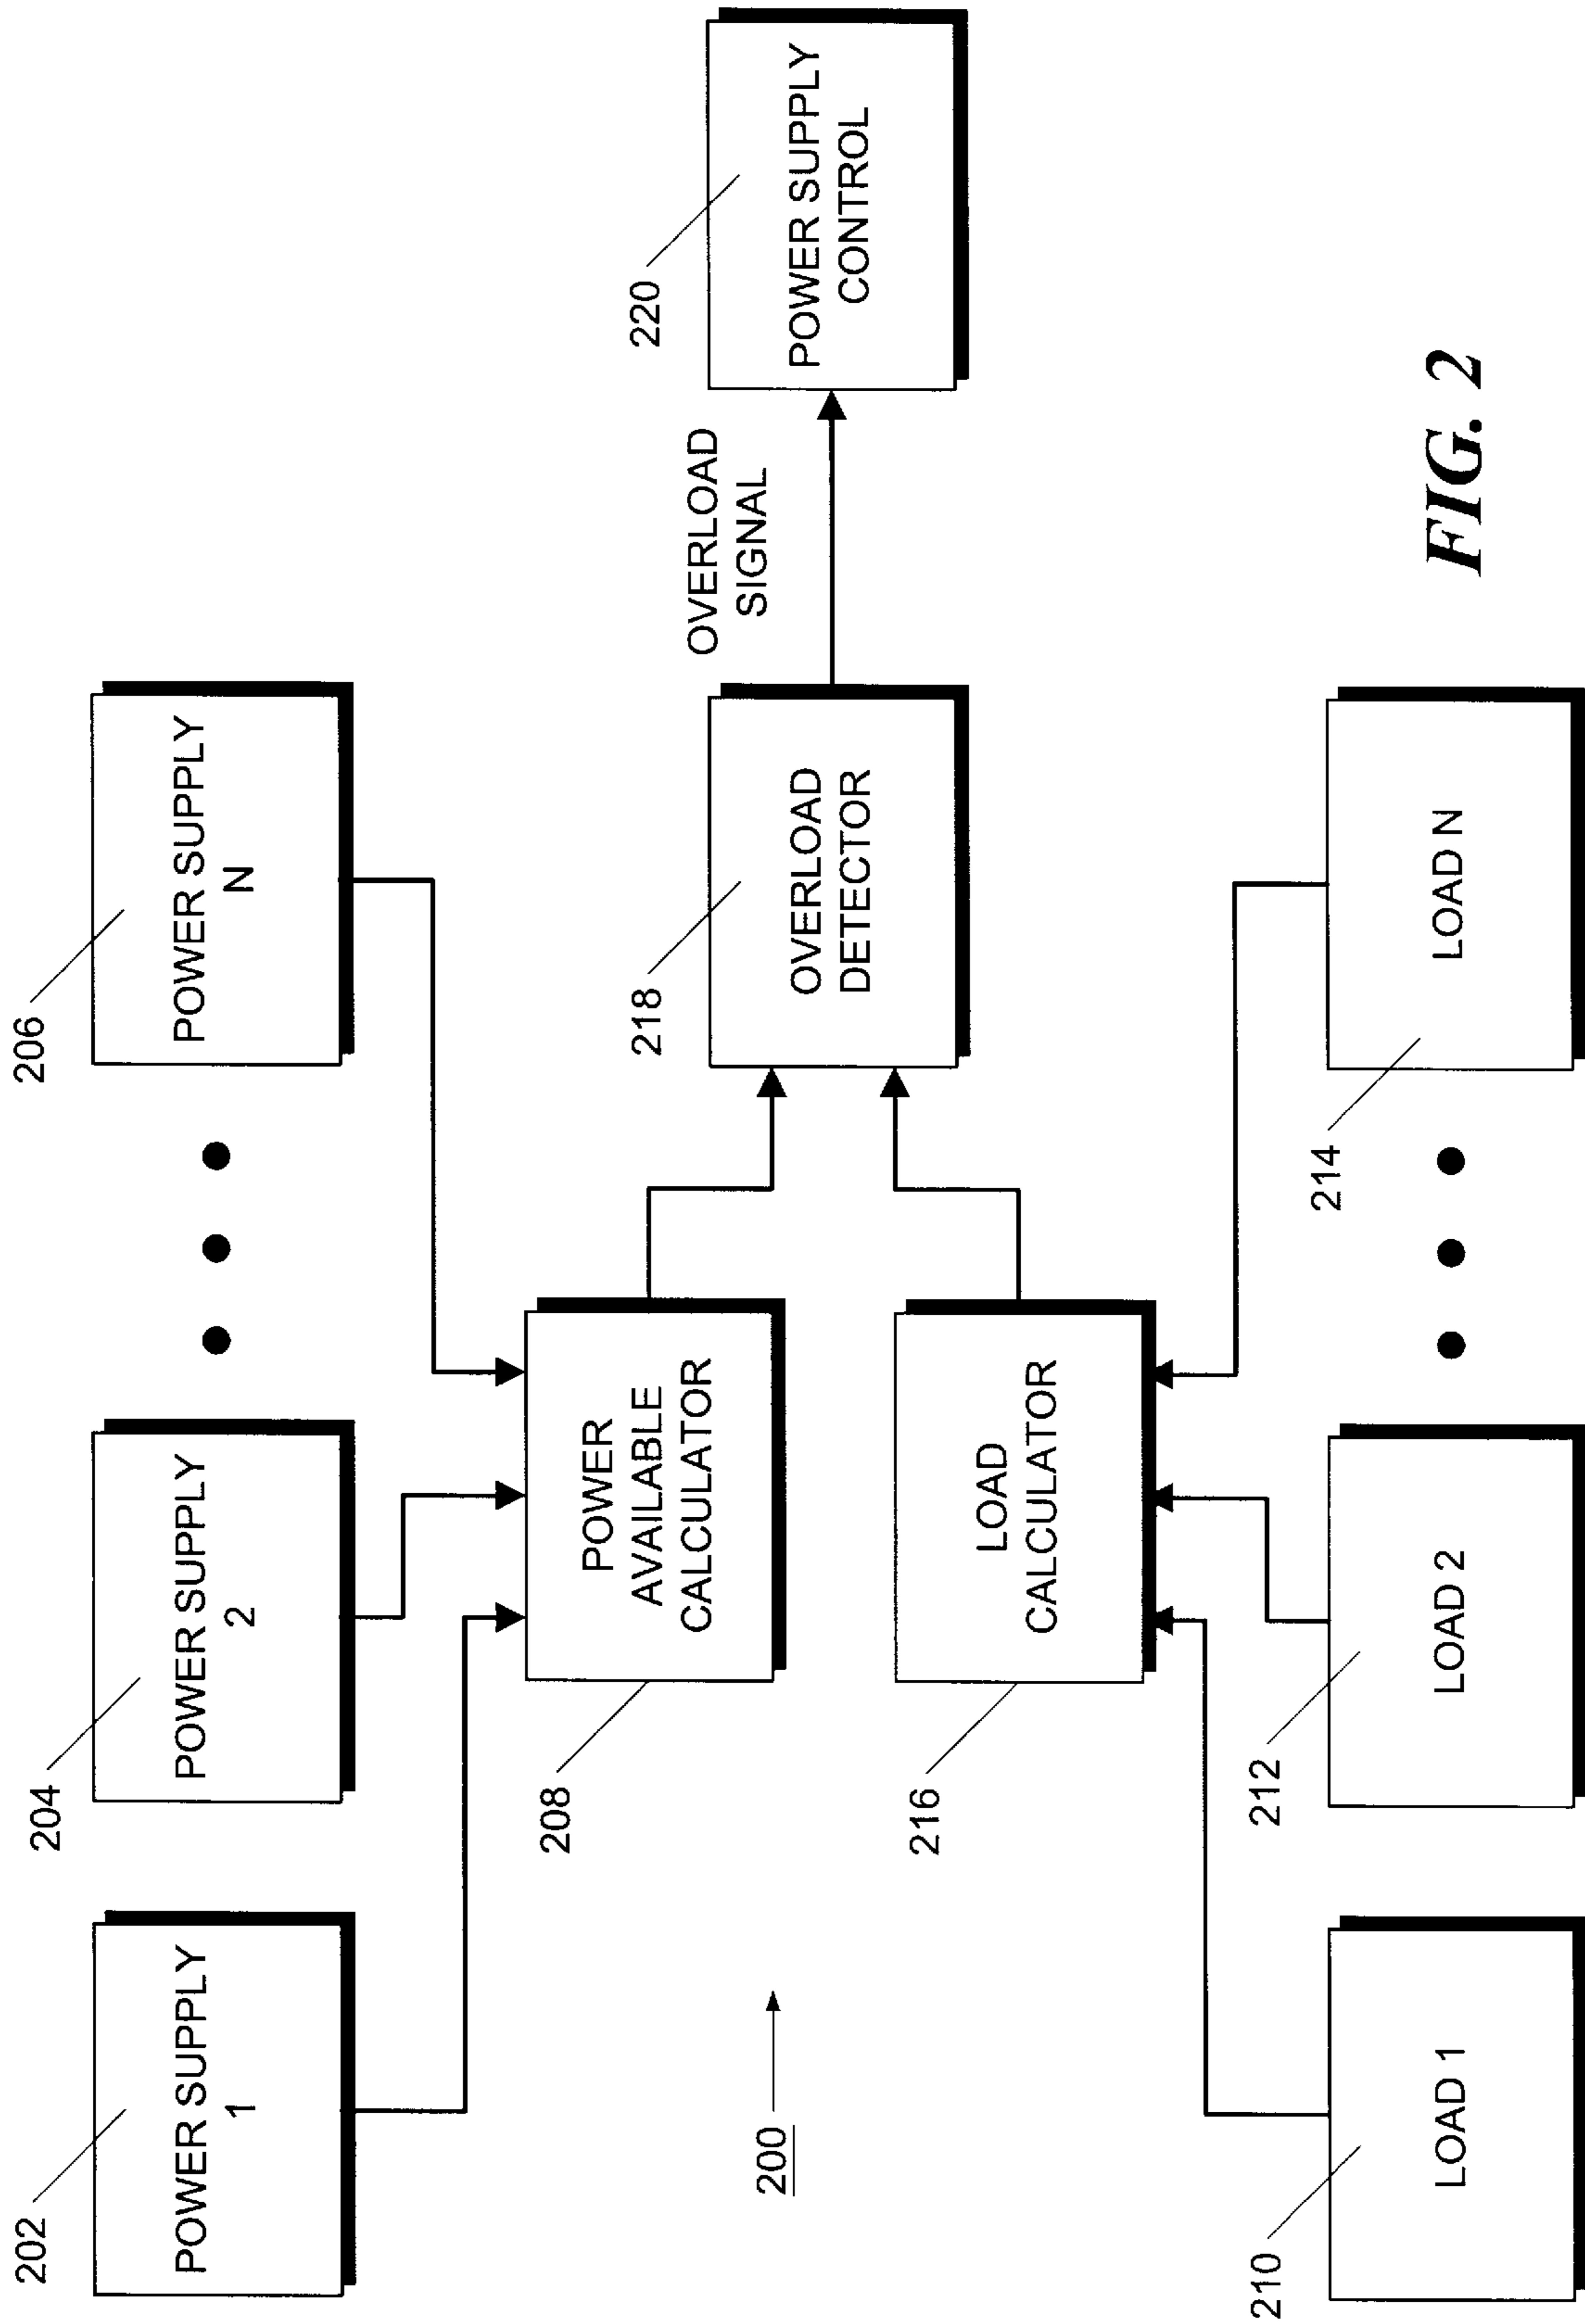 202
POWER SUPPLY
1
204
POWER SUPPLY
2
206
POWER SUPPLY
N
208
POWER
AVAILABLE
CALCULATOR
218
OVERLOAD
DETECTOR
OVERLOAD
SIGNAL
220
POWER SUPPLY
CONTROL
200
216
LOAD
CALCULATOR
210
LOAD 1
212
LOAD 2
214
LOAD N
FIG. 2